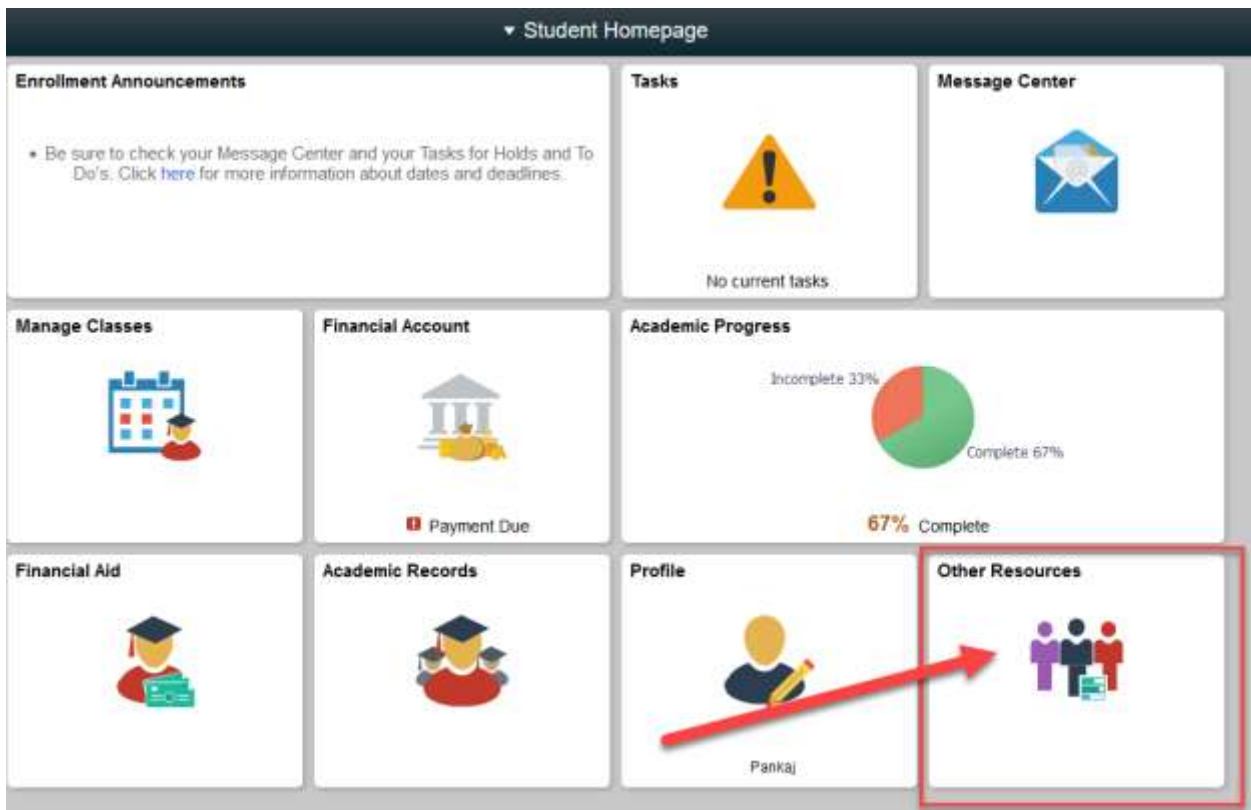 Student Homepage
Enrollment Announcements
Tasks
Message Center
• Be sure to check your Message Center and your Tasks for Holds and To
Do's. Click here for more information about dates and deadlines.
No current tasks
Manage Classes
Financial Account
Academic Progress
Incomplete 33%
Complete 67%
Payment Due
67% Complete
Financial Aid
Academic Records
Profile
Other Resources
Pankaj